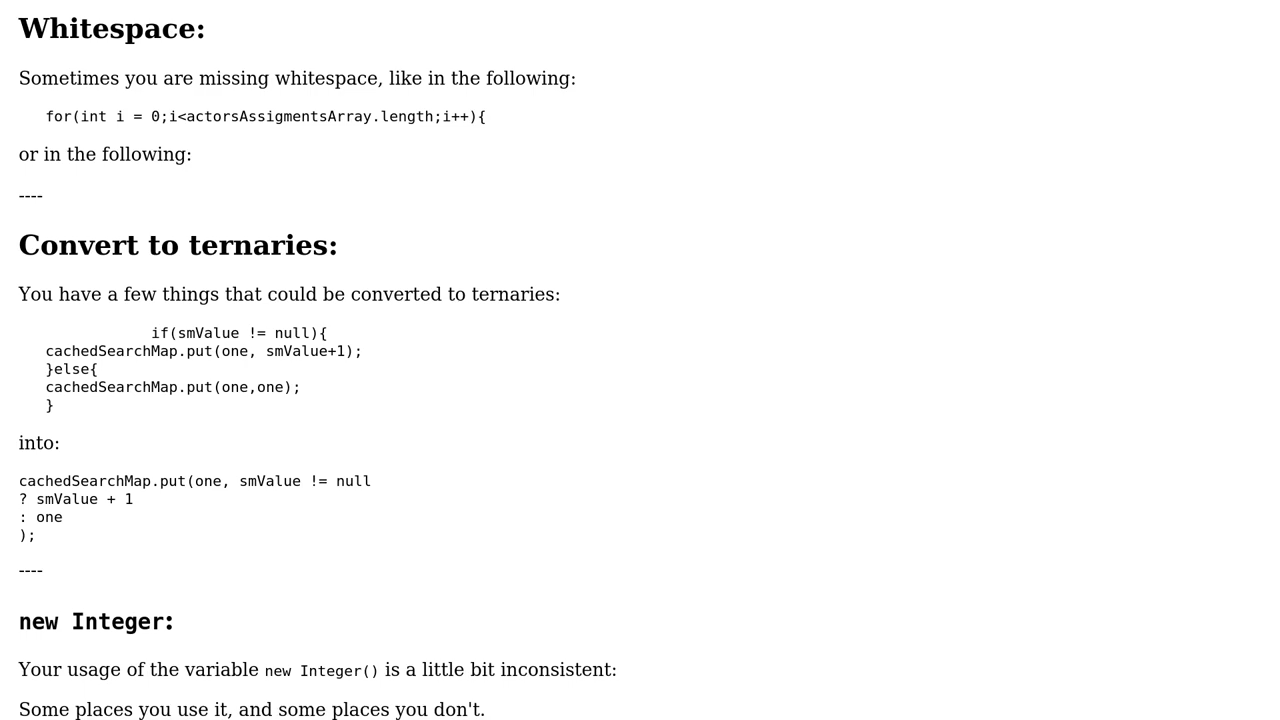 Whitespace:
Sometimes you are missing whitespace, like in the following:
for(int i = 0;i<actorsAssigmentsArray.length;i++){
or in the following:
----
Convert to ternaries:
You have a few things that could be converted to ternaries:
if(smValue != null){
cachedSearchMap.put(one, smValue+1);
}else{
cachedSearchMap.put(one,one);
}
into:
cachedSearchMap.put(one, smValue != null
? smValue + 1
: one
);
----
new Integer:
Your usage of the variable new Integer() is a little bit inconsistent:
Some places you use it, and some places you don't.